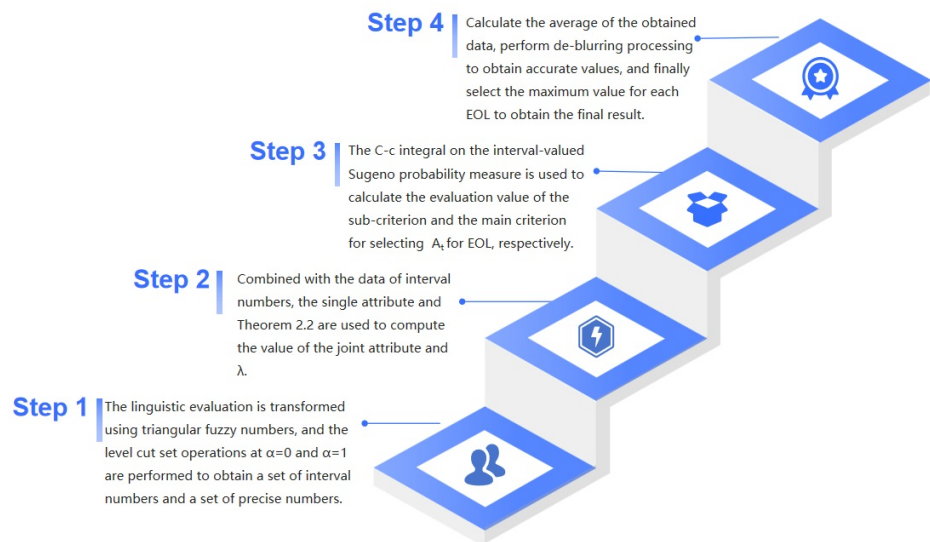 Step 4
Calculate the average of the obtained
data, perform de-blurring processing
to obtain accurate values, and finally
select the maximum value for each
EOL to obtain the final result.
Step 3
The C-c integral on the interval-valued
Sugeno probability measure is used to
calculate the evaluation value of the
sub-criterion and the main criterion
for selecting Aₜ for EOL, respectively.
Step 2
Combined with the data of interval
numbers, the single attribute and
Theorem 2.2 are used to compute
the value of the joint attribute and
λ.
Step 1
The linguistic evaluation is transformed
using triangular fuzzy numbers, and the
level cut set operations at α=0 and α=1
are performed to obtain a set of interval
numbers and a set of precise numbers.